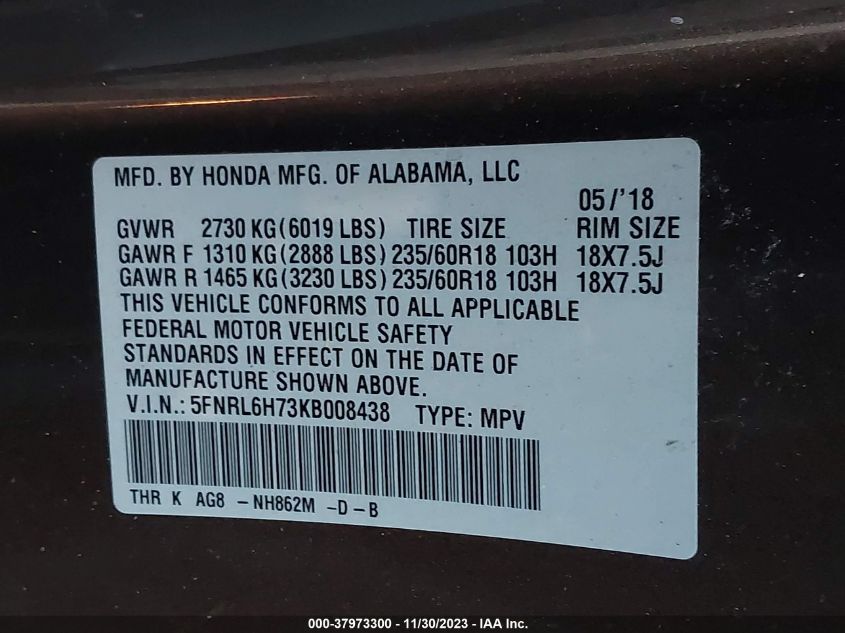 MFD. BY HONDA MFG. OF ALABAMA, LLC
05/'18
GVWR 2730 KG (6019 LBS) TIRE SIZE RIM SIZE
GAWR F 1310 KG (2888 LBS) 235/60R18 103H 18X7.5J
GAWR R 1465 KG (3230 LBS) 235/60R18 103H 18X7.5J
THIS VEHICLE CONFORMS TO ALL APPLICABLE
FEDERAL MOTOR VEHICLE SAFETY
STANDARDS IN EFFECT ON THE DATE OF
MANUFACTURE SHOWN ABOVE.
V.I.N.: 5FNRL6H73KB008438 TYPE: MPV
THR K AG8 -NH862M -D-B
000-37973300 - 11/30/2023 - IAA Inc.